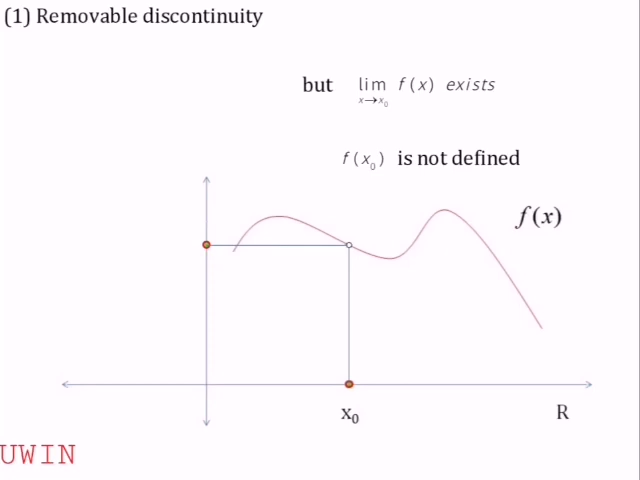 (1) Removable discontinuity
but lim f(x) exists
x→x₀
f(x₀) is not defined
f(x)
x₀ R
UWIN